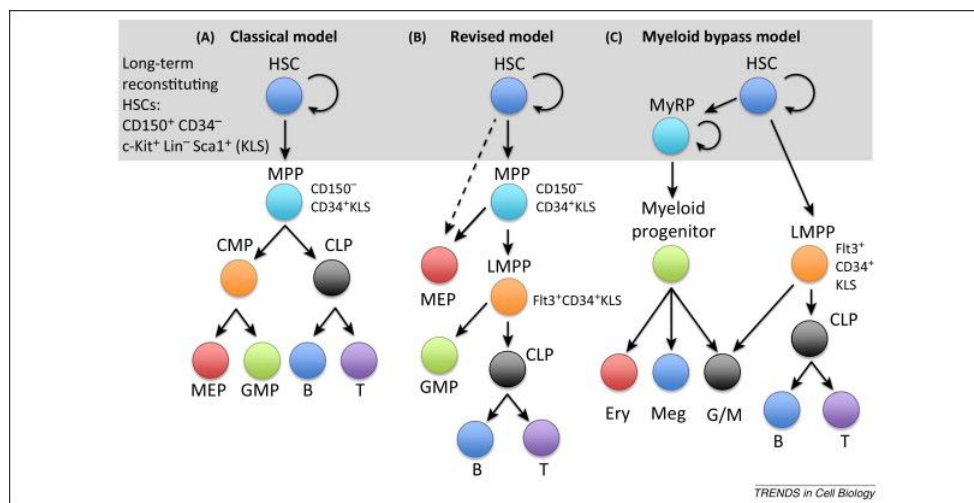 (A) Classical model
(B) Revised model
(C) Myeloid bypass model
Long-term
reconstituting
HSCs:
CD150⁺ CD34⁻
c-Kit⁺ Lin⁻ Sca1⁺ (KLS)
HSC
MPP
CD150⁻
CD34⁺KLS
CMP
CLP
MEP
GMP
B
T
HSC
MPP
CD150⁻
CD34⁺KLS
MEP
LMPP
Flt3⁺CD34⁺KLS
GMP
CLP
B
T
HSC
MyRP
Myeloid
progenitor
LMPP
Flt3⁺
CD34⁺
KLS
CLP
Ery
Meg
G/M
B
T
TRENDS in Cell Biology